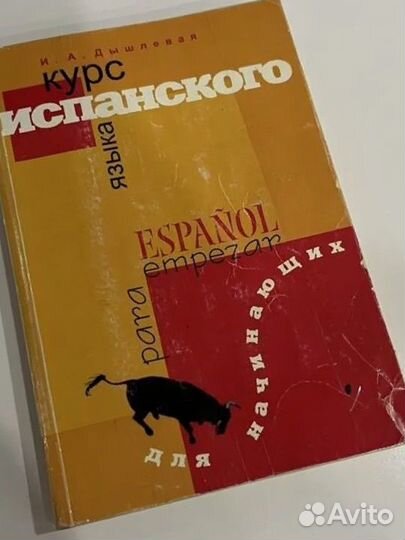 И. А. Дышлевая
Курс
испанского
языка
ESPAÑOL
para empezar
для начинающих
Avito